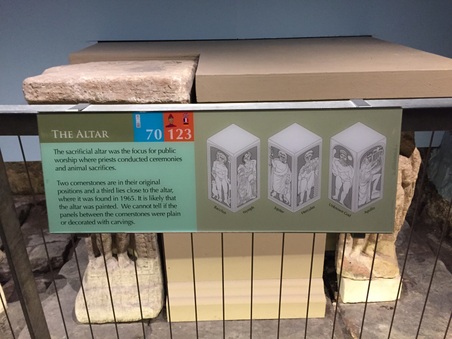 THE ALTAR
70 123
The sacrificial altar was the focus for public
worship where priests conducted ceremonies
and animal sacrifices.
Two cornerstones are in their original
positions and a third lies close to the altar,
where it was found in 1965. It is likely that
the altar was painted. We cannot tell if the
panels between the cornerstones were plain
or decorated with carvings.